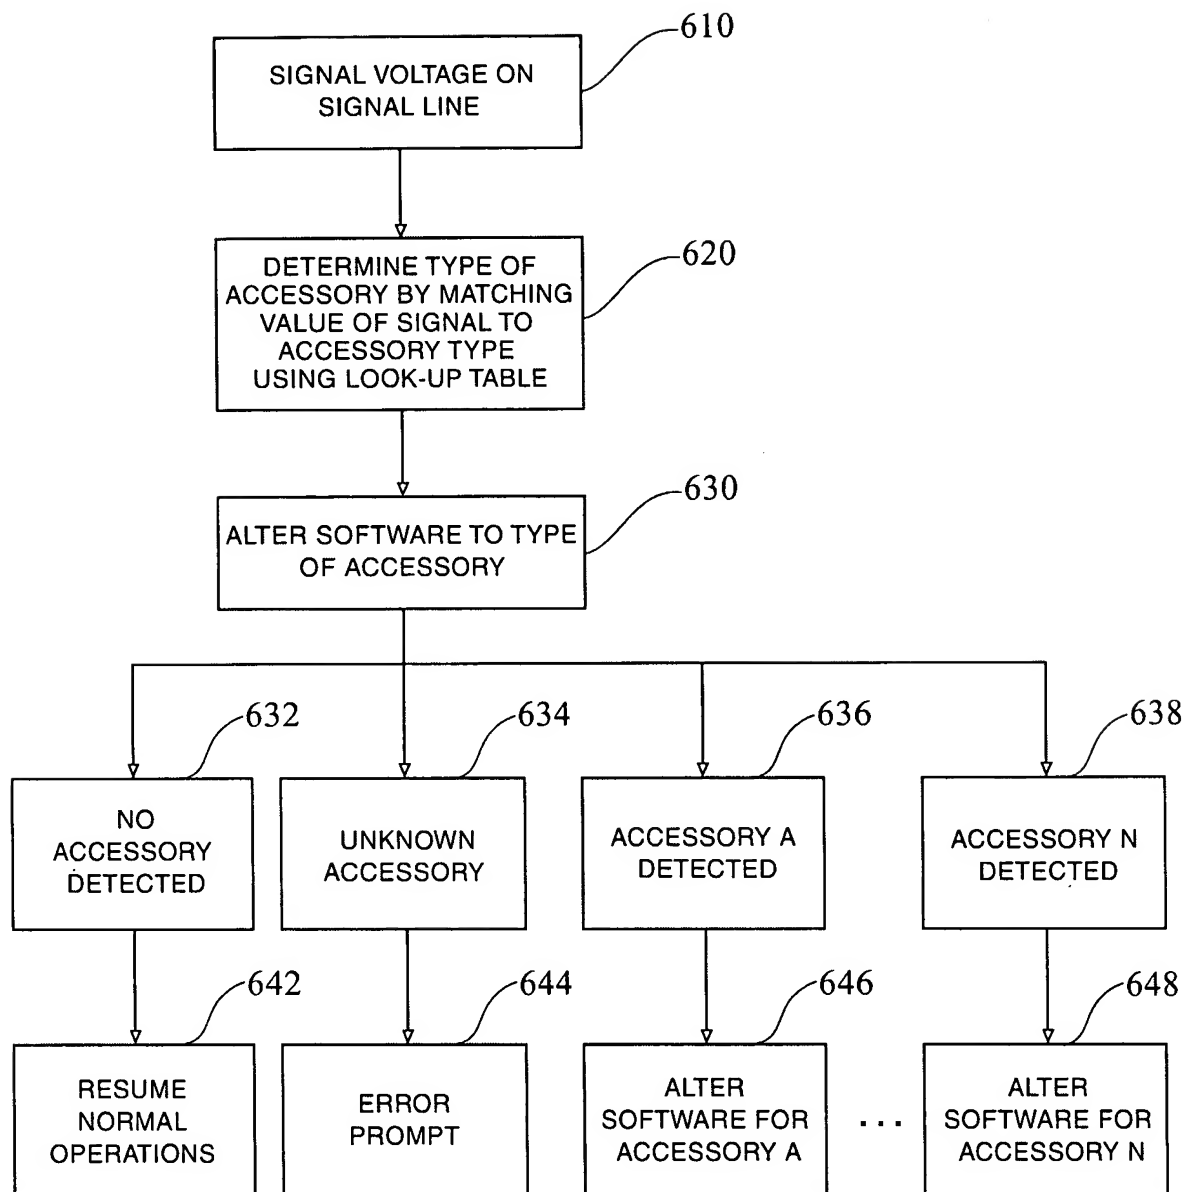 610
SIGNAL VOLTAGE ON
SIGNAL LINE
620
DETERMINE TYPE OF
ACCESSORY BY MATCHING
VALUE OF SIGNAL TO
ACCESSORY TYPE
USING LOOK-UP TABLE
630
ALTER SOFTWARE TO TYPE
OF ACCESSORY
632
NO
ACCESSORY
DETECTED
634
UNKNOWN
ACCESSORY
636
ACCESSORY A
DETECTED
638
ACCESSORY N
DETECTED
642
RESUME
NORMAL
OPERATIONS
644
ERROR
PROMPT
646
ALTER
SOFTWARE FOR
ACCESSORY A
...
648
ALTER
SOFTWARE FOR
ACCESSORY N